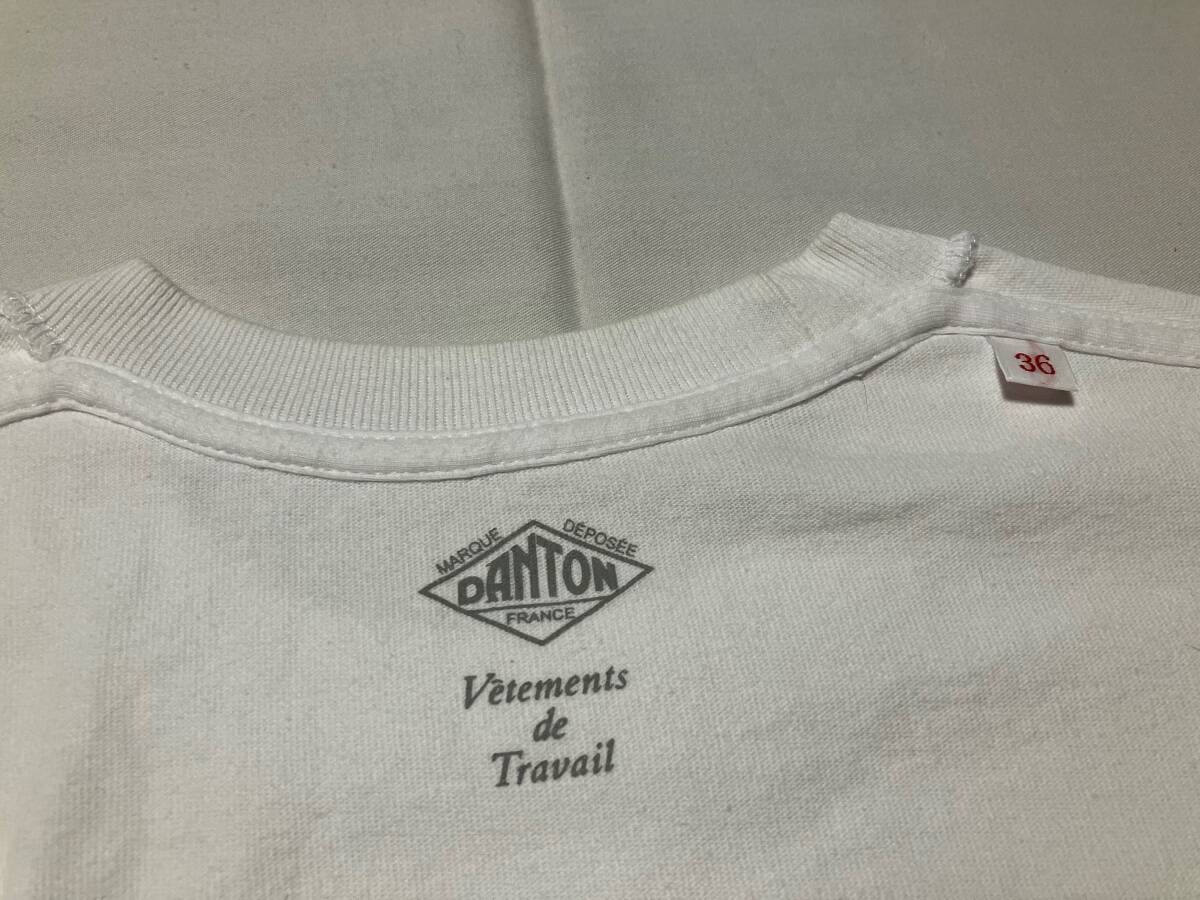 36
MARQUE DÉPOSÉE
DANTON
FRANCE
Vêtements
de
Travail